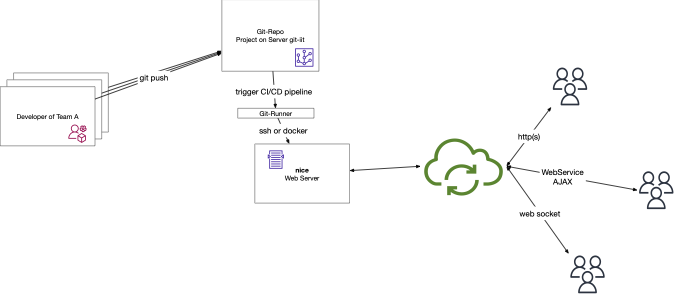 Git-Repo
Project on Server git-lit
git push
trigger CI/CD pipeline
Developer of Team A
Git-Runner
ssh or docker
nice
Web Server
http(s)
WebService
AJAX
web socket